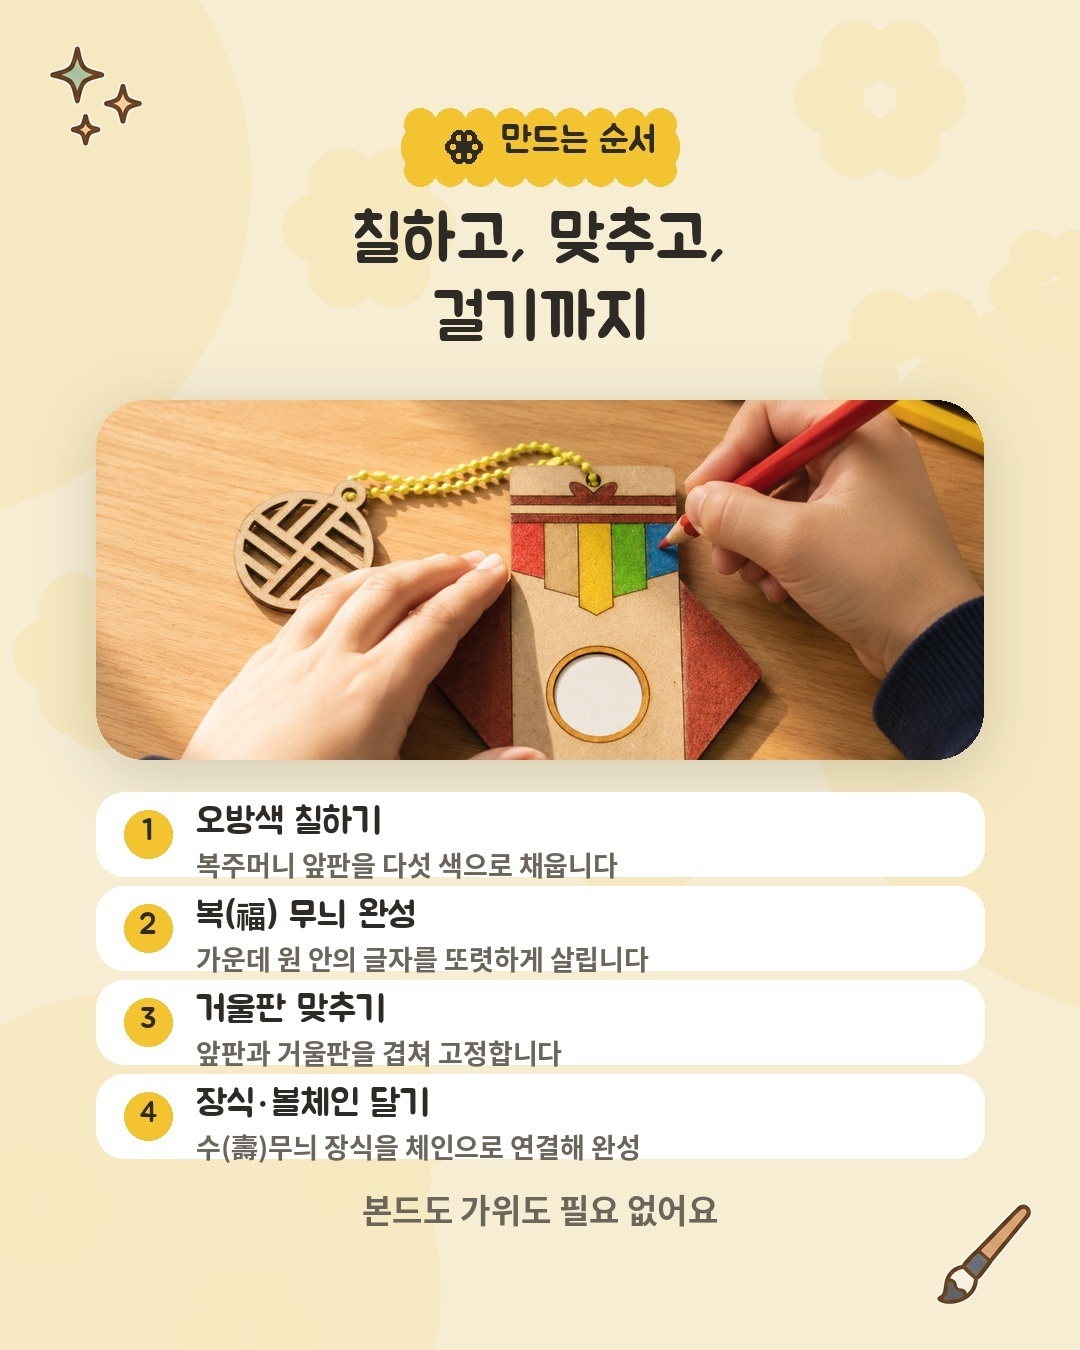 만드는 순서
칠하고, 맞추고,
걸기까지
1 오방색 칠하기
복주머니 앞판을 다섯 색으로 채웁니다
2 복(福) 무늬 완성
가운데 원 안의 글자를 또렷하게 살립니다
3 거울판 맞추기
앞판과 거울판을 겹쳐 고정합니다
4 장식·볼체인 달기
수(壽)무늬 장식을 체인으로 연결해 완성
본드도 가위도 필요 없어요